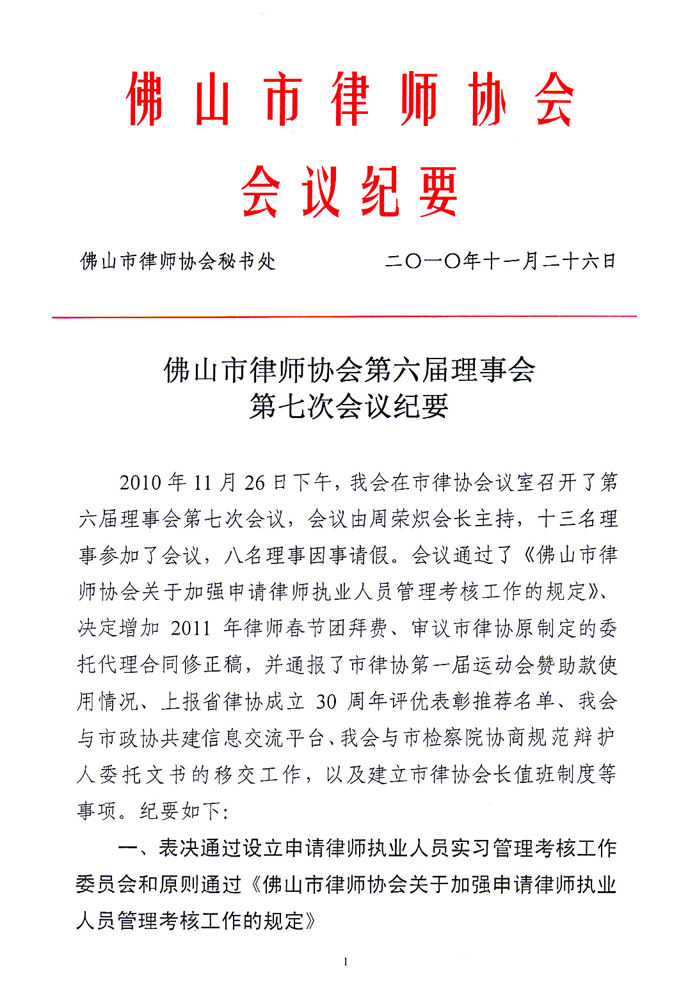 佛山市律师协会
会议纪要
佛山市律师协会秘书处 二〇一〇年十一月二十六日
佛山市律师协会第六届理事会
第七次会议纪要
2010 年 11 月 26 日下午，我会在市律协会议室召开了第
六届理事会第七次会议，会议由周荣炽会长主持，十三名理
事参加了会议，八名理事因事请假。会议通过了《佛山市律
师协会关于加强申请律师执业人员管理考核工作的规定》、
决定增加 2011 年律师春节团拜费、审议市律协原制定的委
托代理合同修正稿，并通报了市律协第一届运动会赞助款使
用情况、上报省律协成立 30 周年评优表彰推荐名单、我会
与市政协共建信息交流平台、我会与市检察院协商规范辩护
人委托文书的移交工作，以及建立市律协会长值班制度等
事项。纪要如下：
一、表决通过设立申请律师执业人员实习管理考核工作
委员会和原则通过《佛山市律师协会关于加强申请律师执业
人员管理考核工作的规定》
1